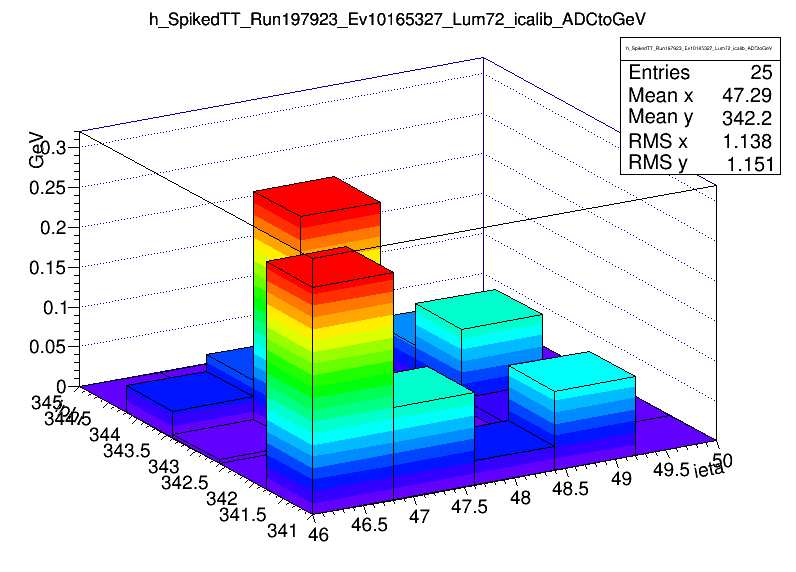 h_SpikedTT_Run197923_Ev10165327_Lum72_icalib_ADCtoGeV
h_SpikedTT_Run197923_Ev10165327_Lum72_icalib_ADCtoGeV
Entries 25
Mean x 47.29
Mean y 342.2
RMS x 1.138
RMS y 1.151
GeV
0.3
0.25
0.2
0.15
0.1
0.05
0
345
344.5
344
343.5
343
342.5
342
341.5
341
46
46.5
47
47.5
48
48.5
49
49.5
50
ieta